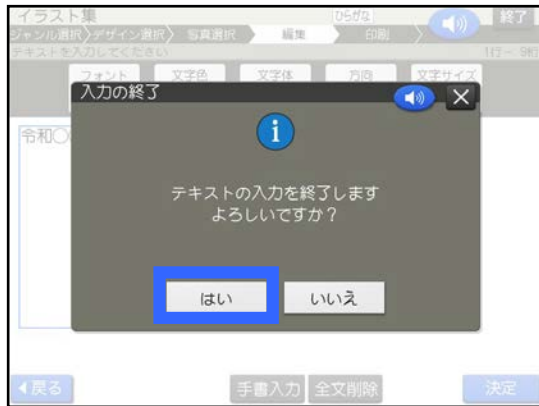 イラスト集
ひらがな
終了
ジャンル選択〉デザイン選択〉写真選択
編集
印刷
テキストを入力してください
1行～ 9行
フォント
文字色
文字体
方向
文字サイズ
入力の終了
令和〇
テキストの入力を終了します
よろしいですか？
はい
いいえ
戻る
手書入力
全文削除
決定